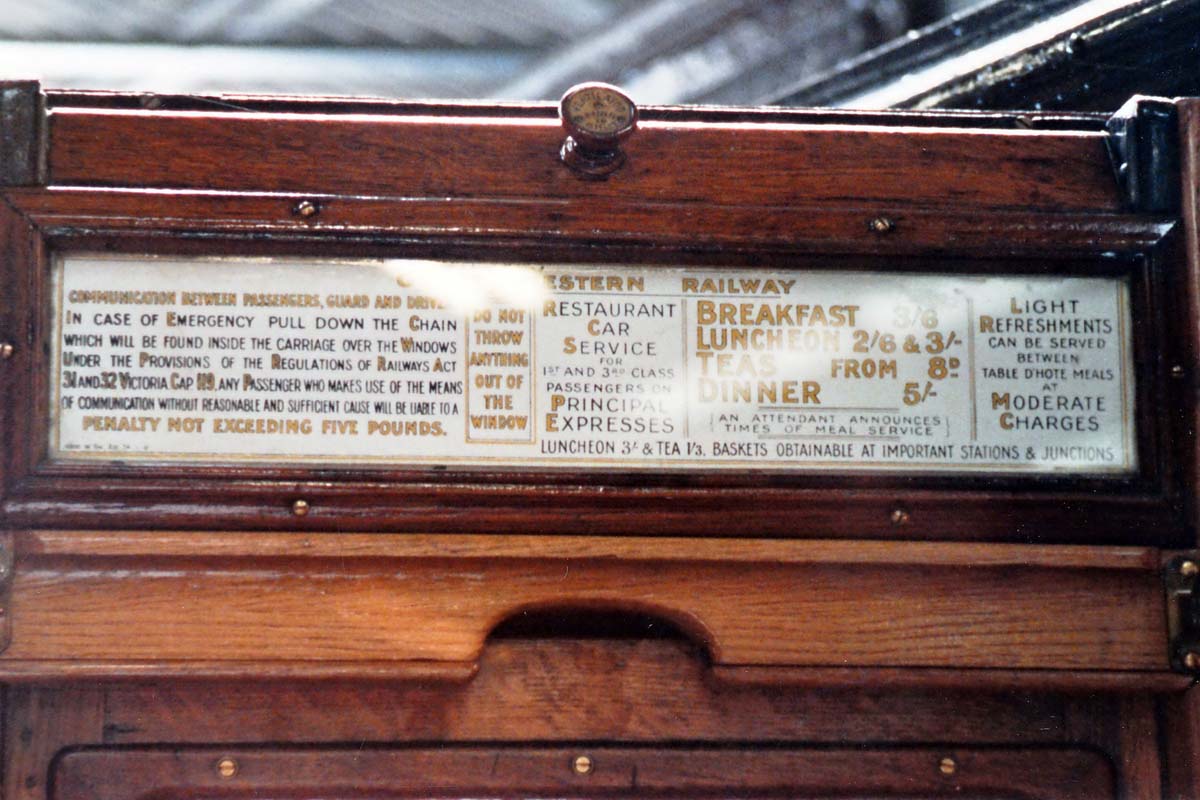 ESTERN RAILWAY
COMMUNICATION BETWEEN PASSENGERS, GUARD AND DRIVE
IN CASE OF EMERGENCY PULL DOWN THE CHAIN
WHICH WILL BE FOUND INSIDE THE CARRIAGE OVER THE WINDOWS
UNDER THE PROVISIONS OF THE REGULATIONS OF RAILWAYS ACT
31 AND 32 VICTORIA CAP 119, ANY PASSENGER WHO MAKES USE OF THE MEANS
OF COMMUNICATION WITHOUT REASONABLE AND SUFFICIENT CAUSE WILL BE LIABLE TO A
PENALTY NOT EXCEEDING FIVE POUNDS.
DO NOT
THROW
ANYTHING
OUT OF
THE
WINDOW
RESTAURANT
CAR
SERVICE
FOR
1ST AND 3RD CLASS
PASSENGERS ON
PRINCIPAL
EXPRESSES
BREAKFAST 3/6
LUNCHEON 2/6 & 3/-
TEAS FROM 8D
DINNER 5/-
(AN ATTENDANT ANNOUNCES
TIMES OF MEAL SERVICE)
LIGHT
REFRESHMENTS
CAN BE SERVED
BETWEEN
TABLE D'HOTE MEALS
AT
MODERATE
CHARGES
LUNCHEON 3/- & TEA 1/3. BASKETS OBTAINABLE AT IMPORTANT STATIONS & JUNCTIONS